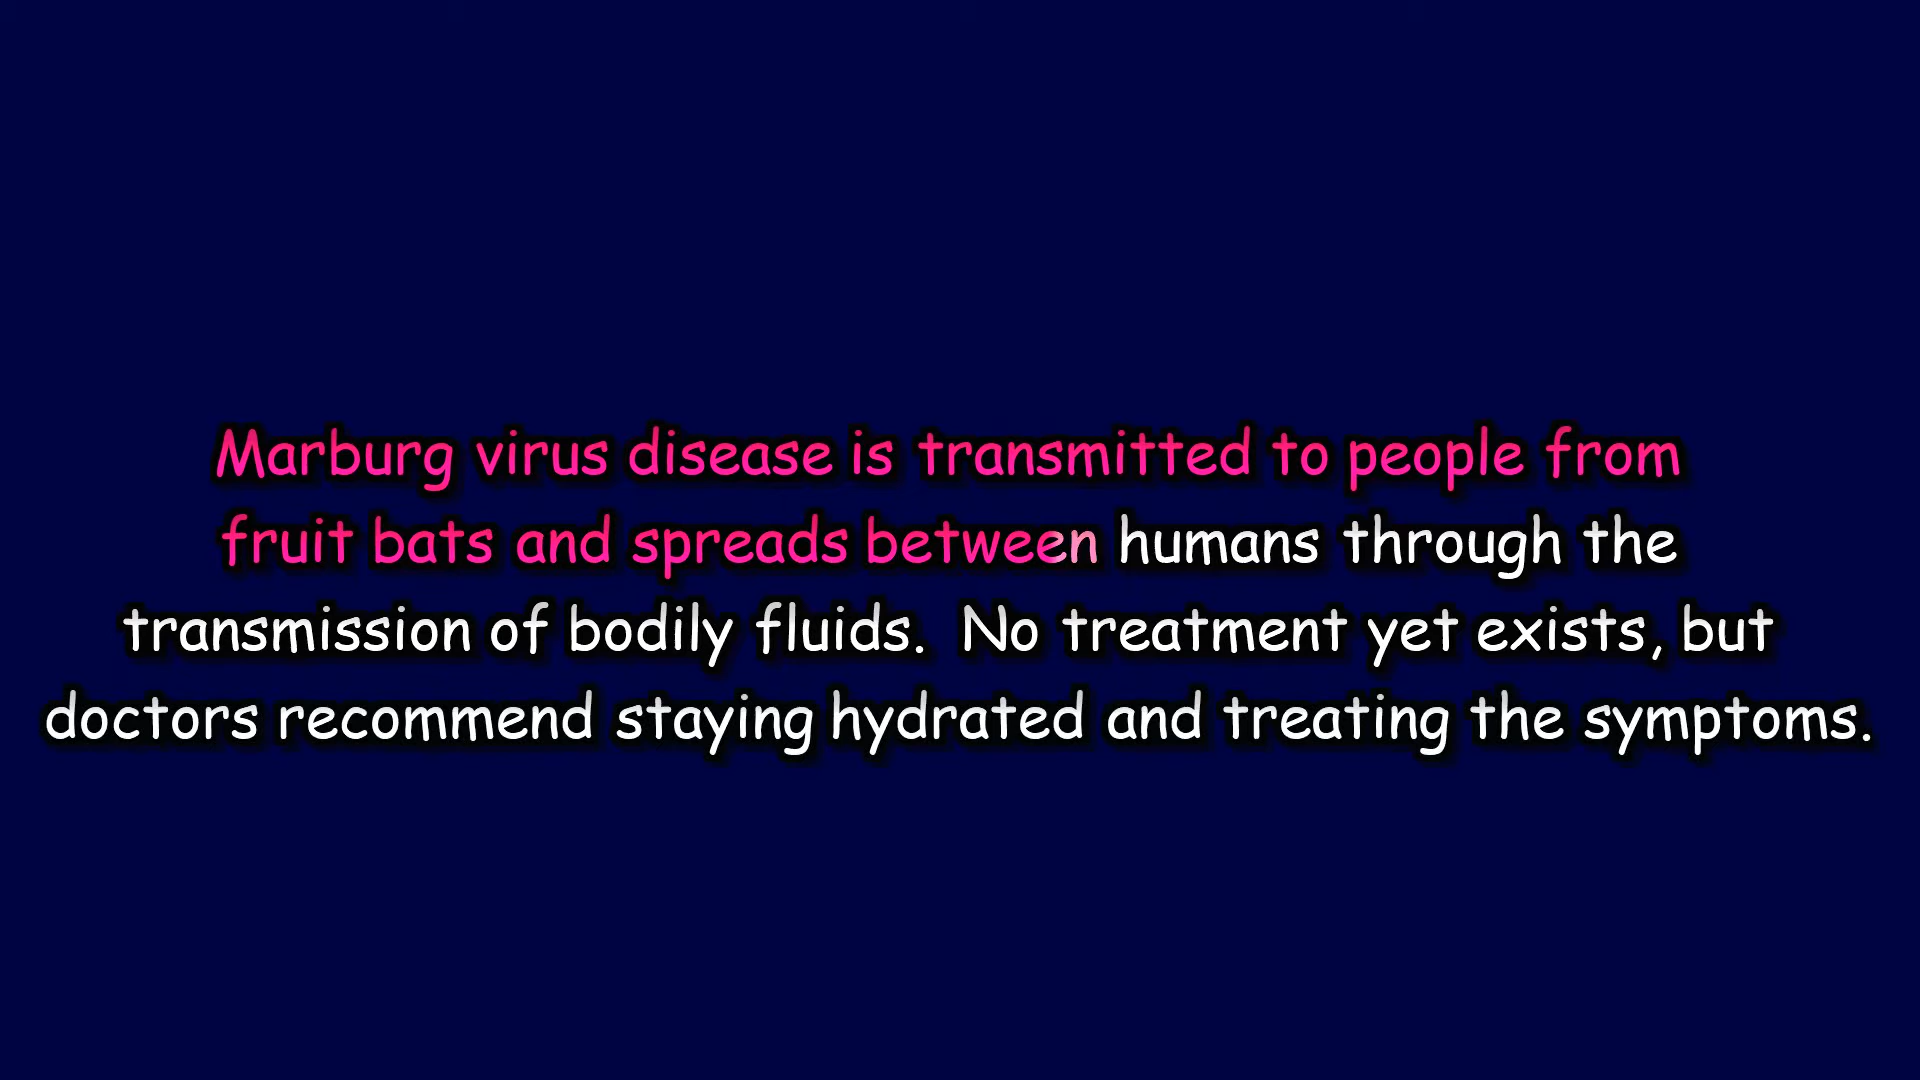 Marburg virus disease is transmitted to people from
fruit bats and spreads between humans through the
transmission of bodily fluids.  No treatment yet exists, but
doctors recommend staying hydrated and treating the symptoms.